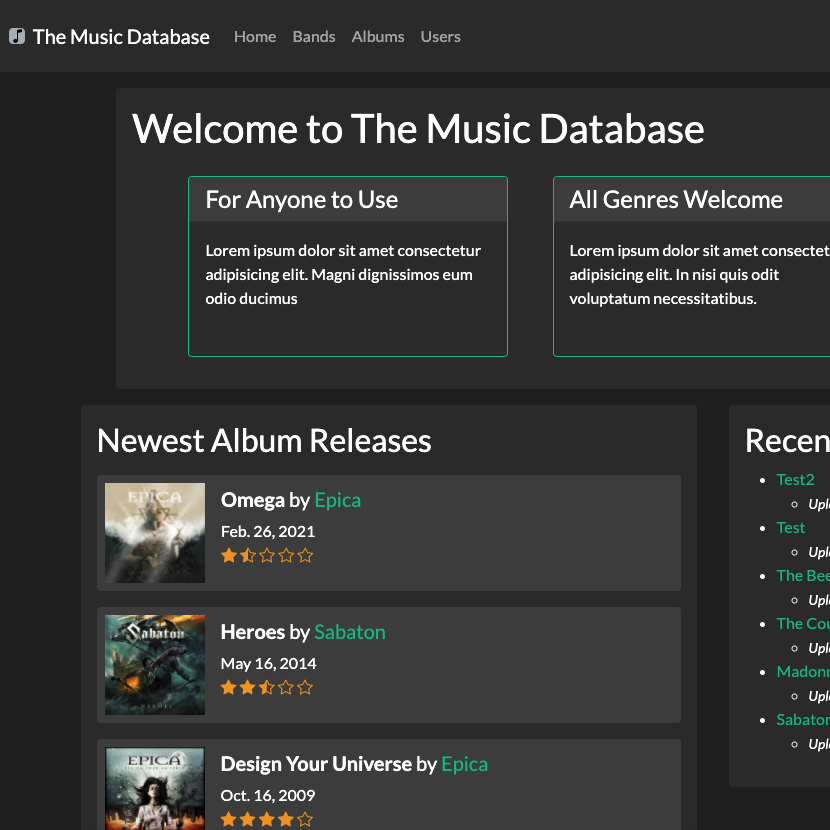 The Music Database Home Bands Albums Users
Welcome to The Music Database
For Anyone to Use
Lorem ipsum dolor sit amet consectetur
adipisicing elit. Magni dignissimos eum
odio ducimus
All Genres Welcome
Lorem ipsum dolor sit amet consectet
adipisicing elit. In nisi quis odit
voluptatum necessitatibus.
Newest Album Releases
EPICA
Omega by Epica
Feb. 26, 2021
Sabaton
HEROES
Heroes by Sabaton
May 16, 2014
EPICA
DESIGN YOUR UNIVERSE
Design Your Universe by Epica
Oct. 16, 2009
Recen
Test2
Uplo
Test
Uplo
The Bee
Uplo
The Cou
Uplo
Madonn
Uplo
Sabaton
Uplo